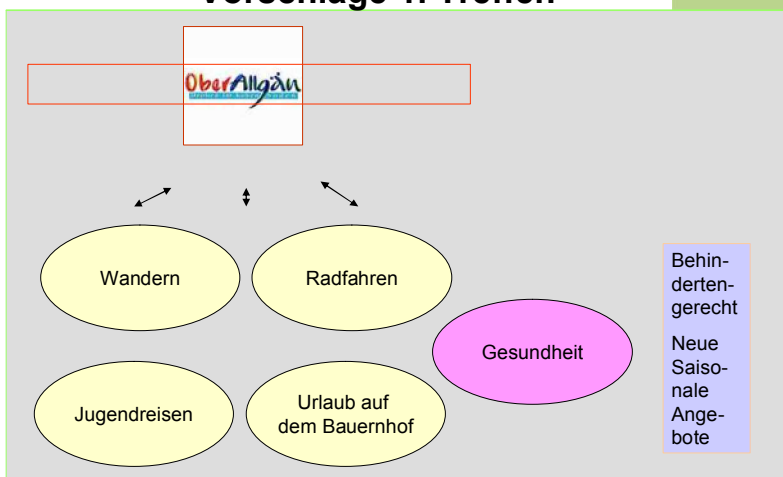 OberAllgäu
Wandern
Radfahren
Gesundheit
Jugendreisen
Urlaub auf
dem Bauernhof
Behin-
derten-
gerecht
Neue
Saiso-
nale
Ange-
bote